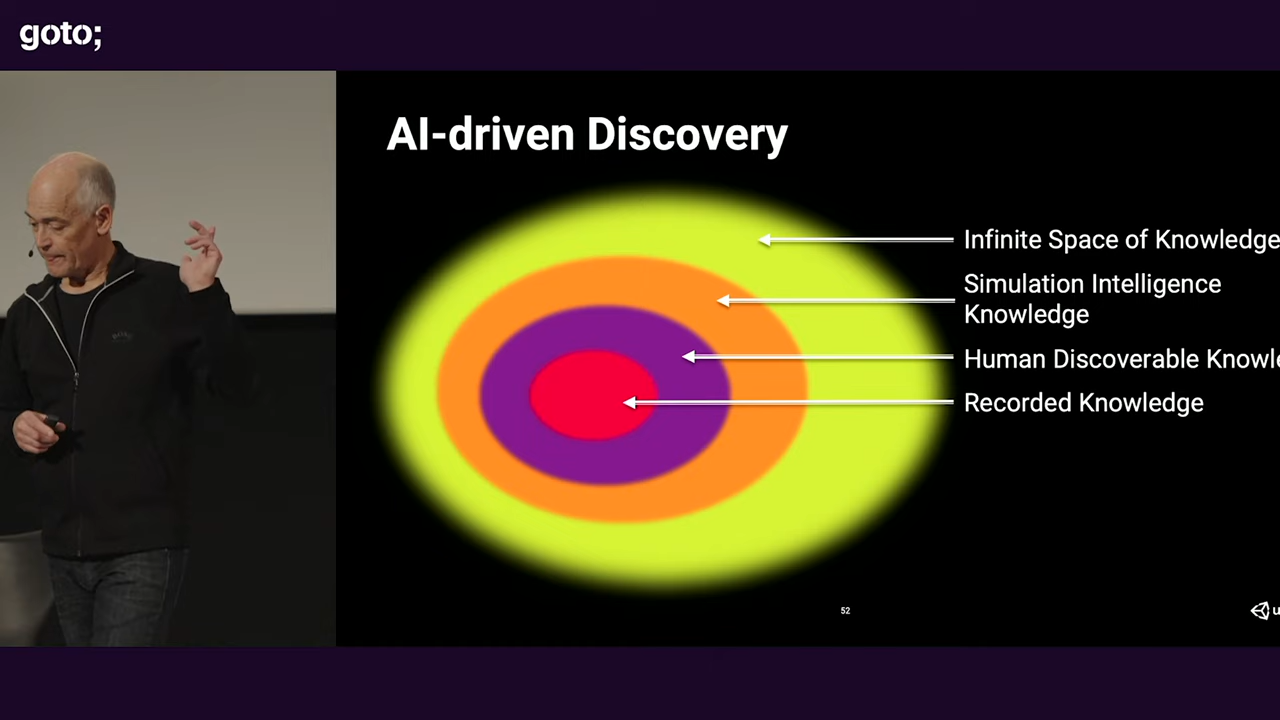 goto;
AI-driven Discovery
Infinite Space of Knowledge
Simulation Intelligence
Knowledge
Human Discoverable
Recorded Knowledge
52